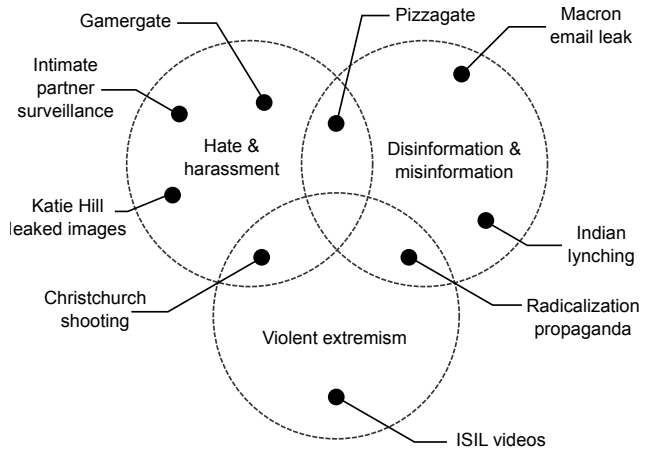 Gamergate
Pizzagate
Macron
email leak
Intimate
partner
surveillance
Hate &
harassment
Disinformation &
misinformation
Katie Hill
leaked images
Indian
lynching
Christchurch
shooting
Radicalization
propaganda
Violent extremism
ISIL videos